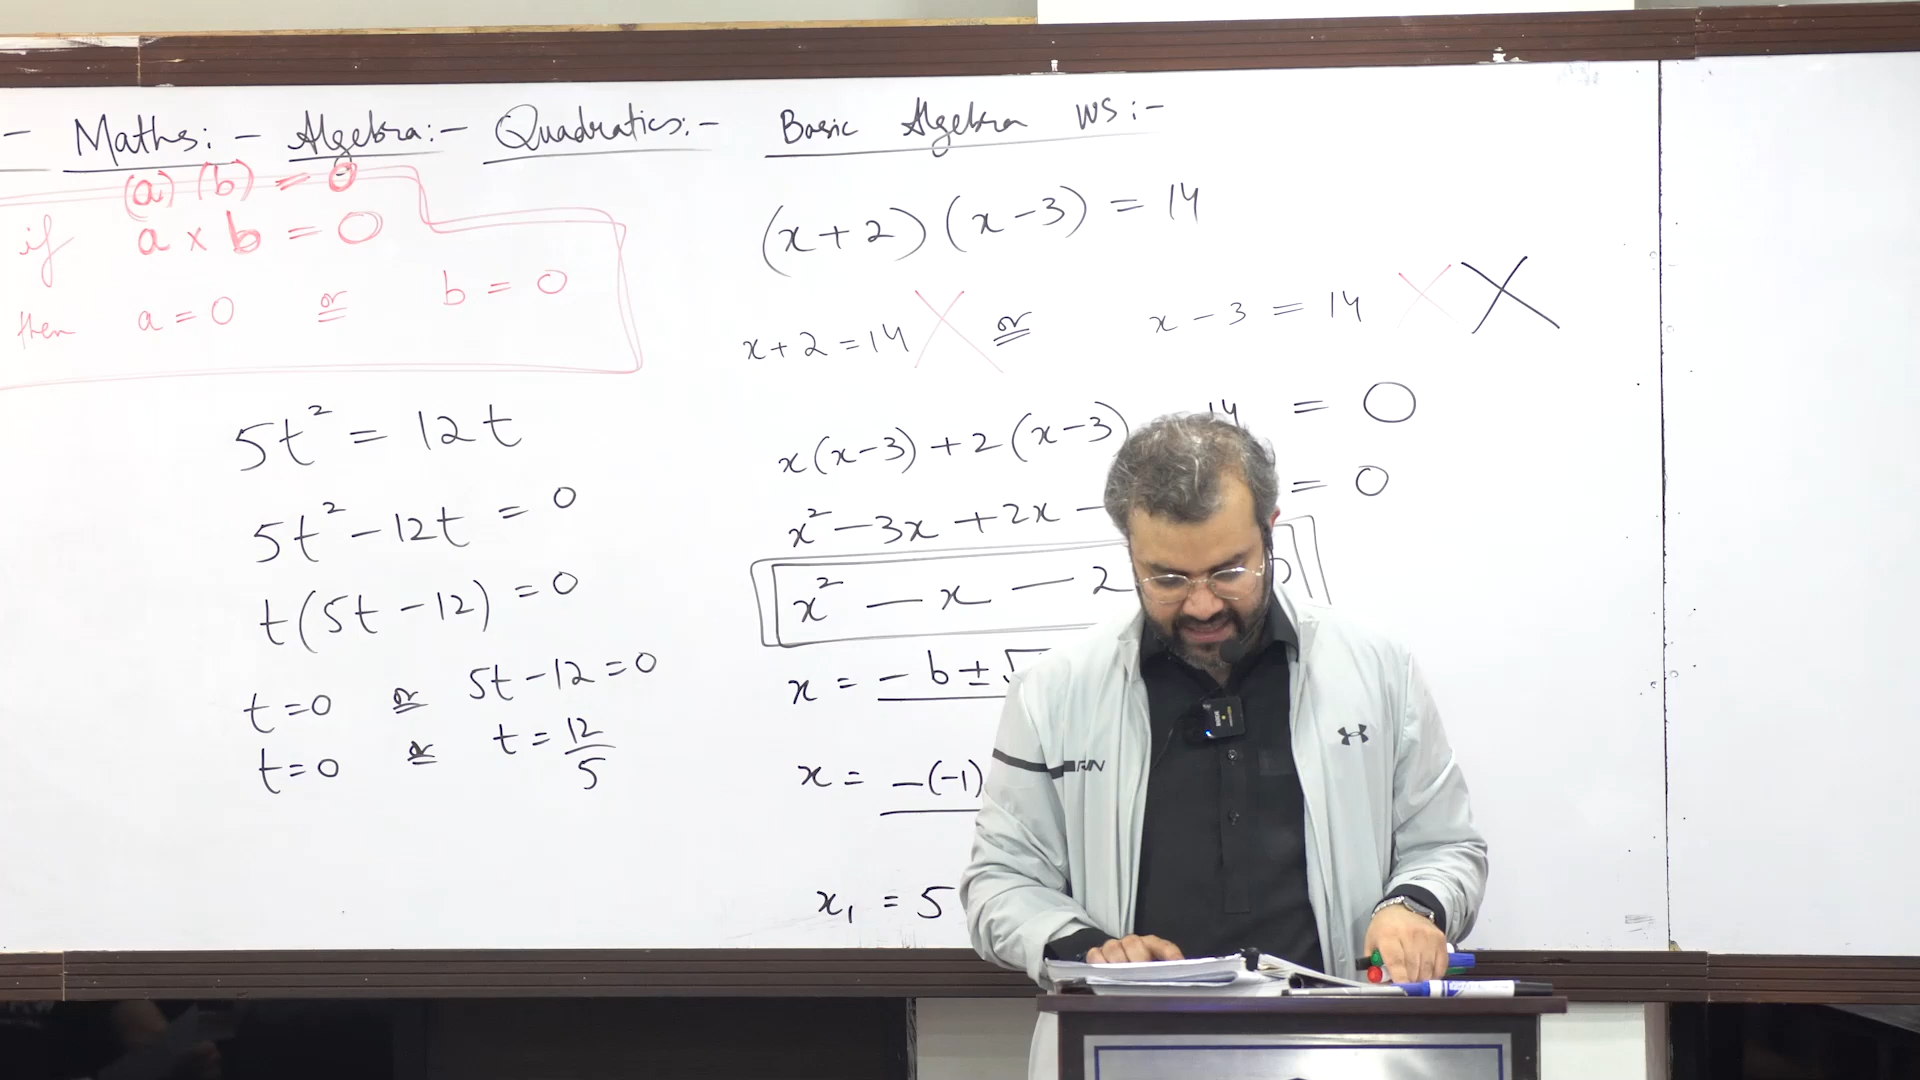 - Maths: - Algebra:- Quadratics:- Basic Algebra WS:-
(a) (b) = 0
if a × b = 0
then a = 0 or b = 0
5t² = 12t
5t² - 12t = 0
t(5t - 12) = 0
t = 0 or 5t - 12 = 0
t = 0 or t = 12/5
(x + 2) (x - 3) = 14
x + 2 = 14 or x - 3 = 14
x(x - 3) + 2(x - 3) 14 = 0
x² - 3x + 2x - = 0
x² - x - 2
x = - b ± √
x = -(-1)
x₁ = 5
RUN